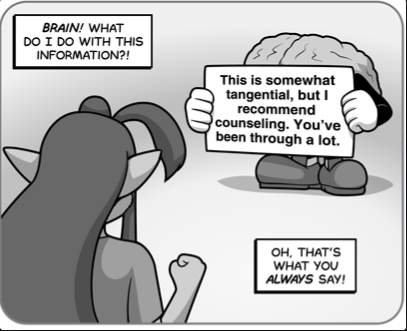 BRAIN! WHAT
DO I DO WITH THIS
INFORMATION?!
This is somewhat
tangential, but I
recommend
counseling. You've
been through a lot.
OH, THAT'S
WHAT YOU
ALWAYS SAY!